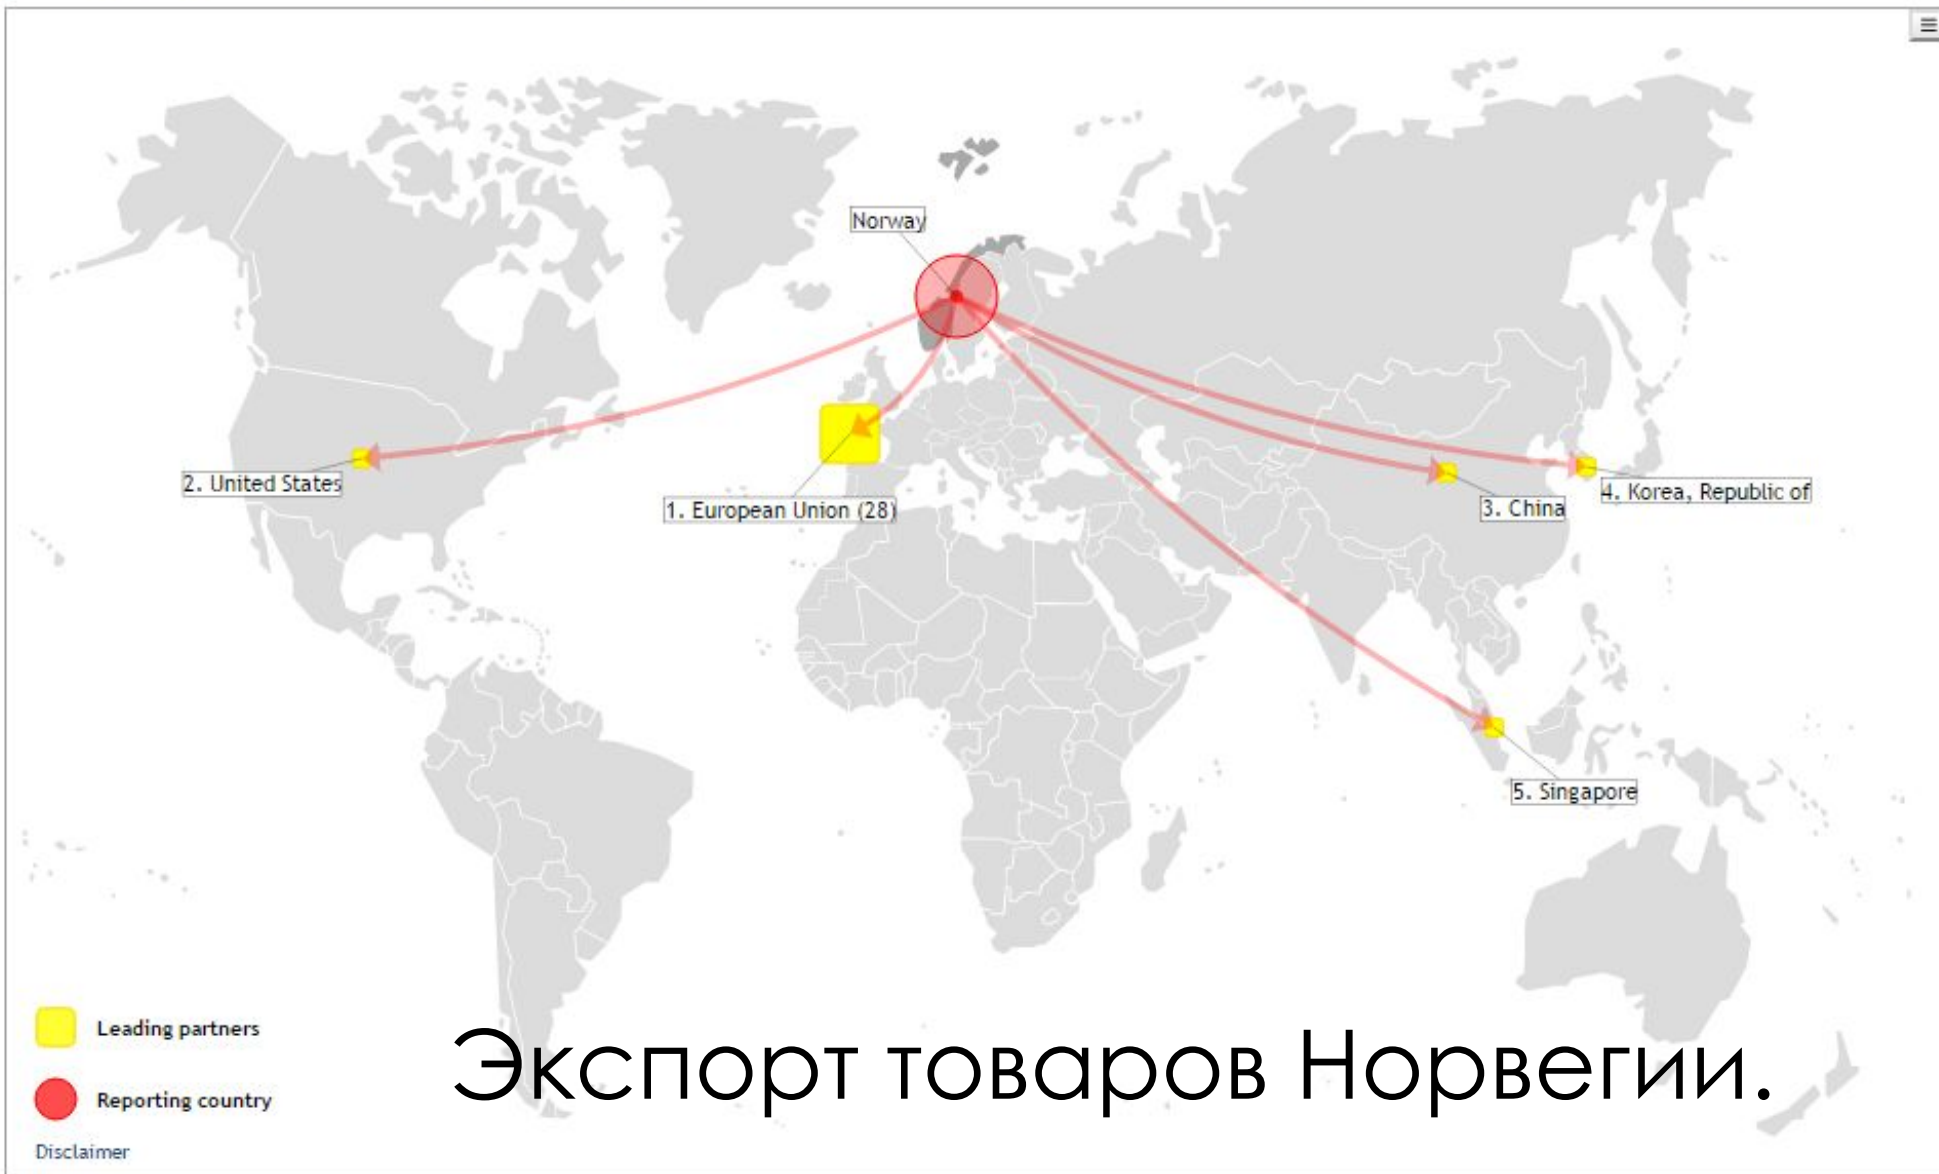 Norway
2. United States
1. European Union (28)
4. Korea, Republic of
3. China
5. Singapore
Leading partners
Экспорт товаров Норвегии.
Reporting country
Disclaimer